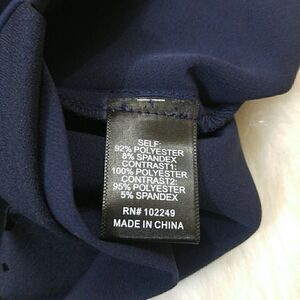 SELF:
92% POLYESTER
8% SPANDEX
CONTRAST1:
100% POLYESTER
CONTRAST2:
95% POLYESTER
5% SPANDEX
RN# 102249
MADE IN CHINA